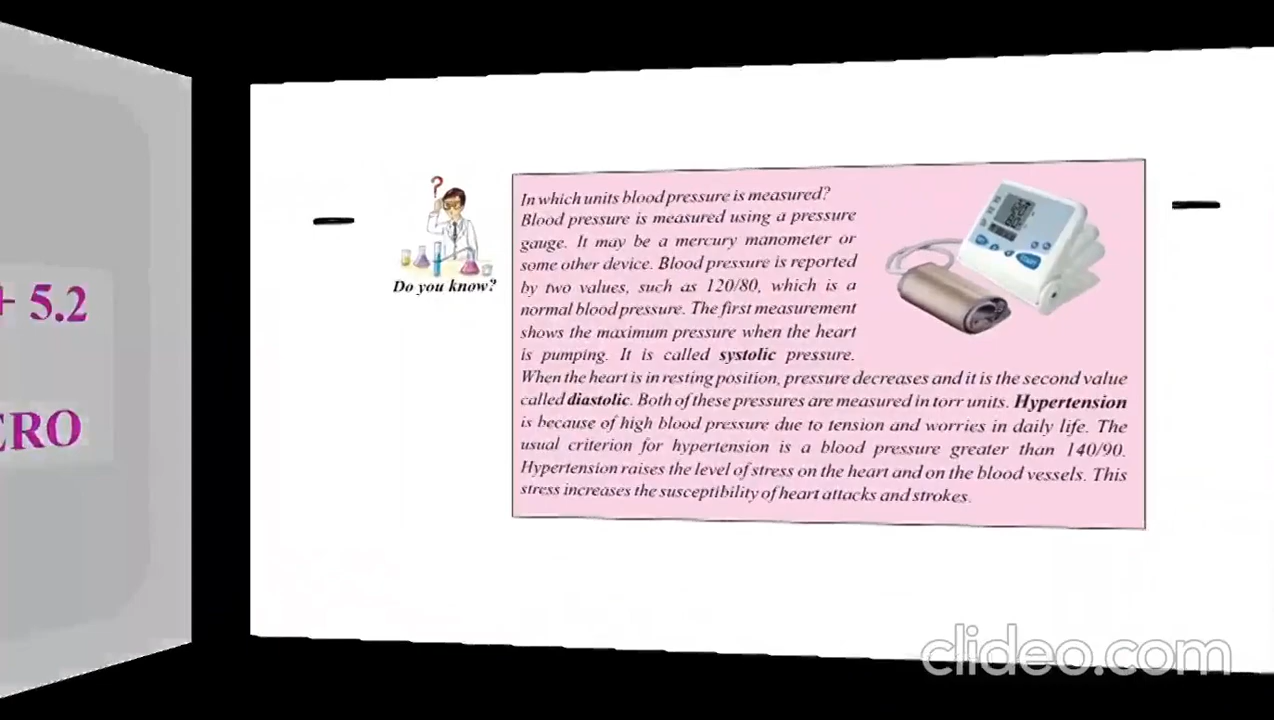 + 5.2
ERO
Do you know?
In which units blood pressure is measured?
Blood pressure is measured using a pressure
gauge. It may be a mercury manometer or
some other device. Blood pressure is reported
by two values, such as 120/80, which is a
normal blood pressure. The first measurement
shows the maximum pressure when the heart
is pumping. It is called systolic pressure.
When the heart is in resting position, pressure decreases and it is the second value
called diastolic. Both of these pressures are measured in torr units. Hypertension
is because of high blood pressure due to tension and worries in daily life. The
usual criterion for hypertension is a blood pressure greater than 140/90.
Hypertension raises the level of stress on the heart and on the blood vessels. This
stress increases the susceptibility of heart attacks and strokes.
clideo.com